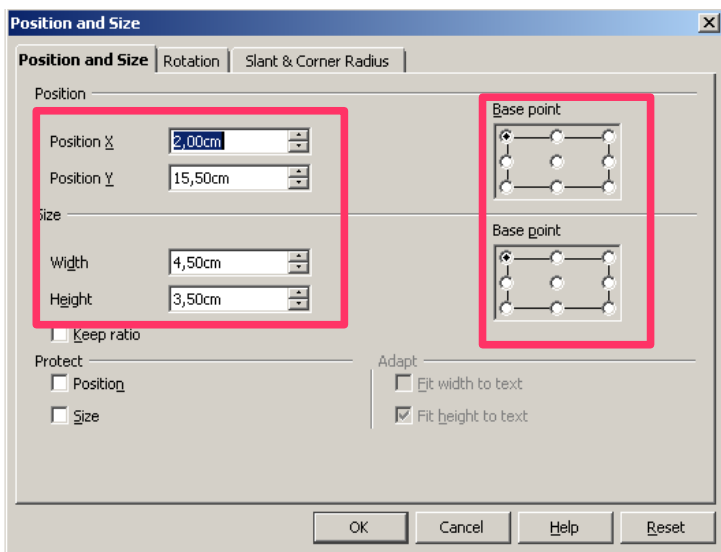 Position and Size
Position and Size Rotation Slant & Corner Radius
Position
Base point
Position X 2,00cm
Position Y 15,50cm
Size
Base point
Width 4,50cm
Height 3,50cm
Keep ratio
Protect Adapt
Position Fit width to text
Size Fit height to text
OK Cancel Help Reset